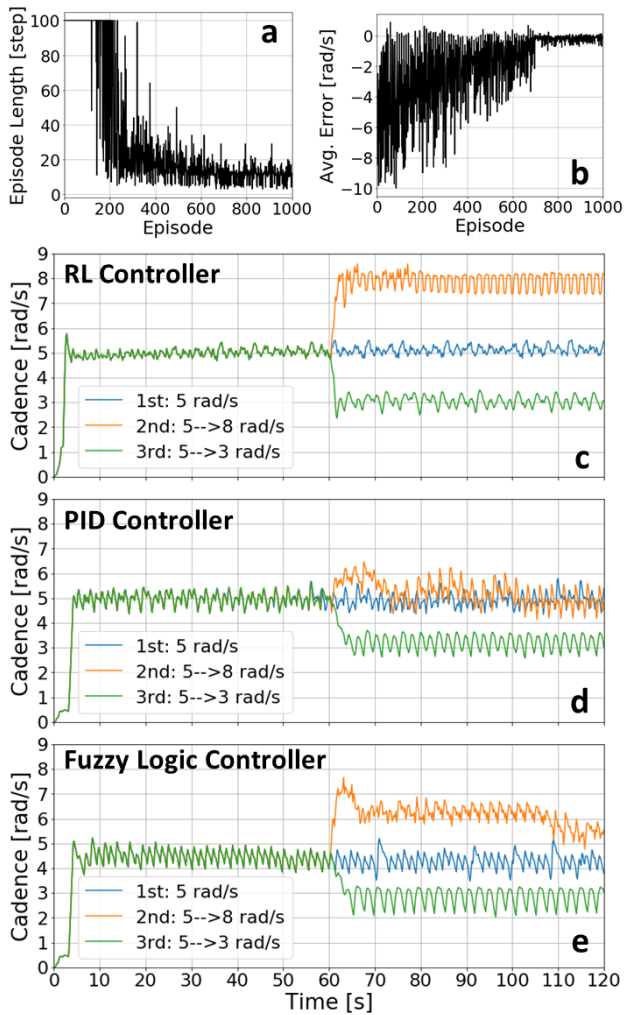 a
Episode Length [step]
100
80
60
40
20
0
0 200 400 600 800 1000
Episode
b
Avg. Error [rad/s]
0
−2
−4
−6
−8
−10
0 200 400 600 800 1000
Episode
RL Controller
Cadence [rad/s]
9
8
7
6
5
4
3
2
1
0
1st: 5 rad/s
2nd: 5-->8 rad/s
3rd: 5-->3 rad/s
c
PID Controller
Cadence [rad/s]
9
8
7
6
5
4
3
2
1
0
1st: 5 rad/s
2nd: 5-->8 rad/s
3rd: 5-->3 rad/s
d
Fuzzy Logic Controller
Cadence [rad/s]
9
8
7
6
5
4
3
2
1
0
1st: 5 rad/s
2nd: 5-->8 rad/s
3rd: 5-->3 rad/s
e
0 10 20 30 40 50 60 70 80 90 100 110 120
Time [s]